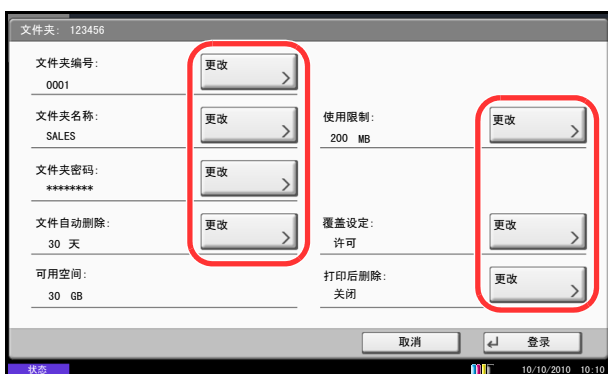 文件夹: 123456
文件夹编号:
0001
更改
文件夹名称:
SALES
更改
使用限制:
200 MB
更改
文件夹密码:
********
更改
文件自动删除:
30 天
更改
覆盖设定:
许可
更改
可用空间:
30 GB
打印后删除:
关闭
更改
取消
登录
状态
10/10/2010 10:10